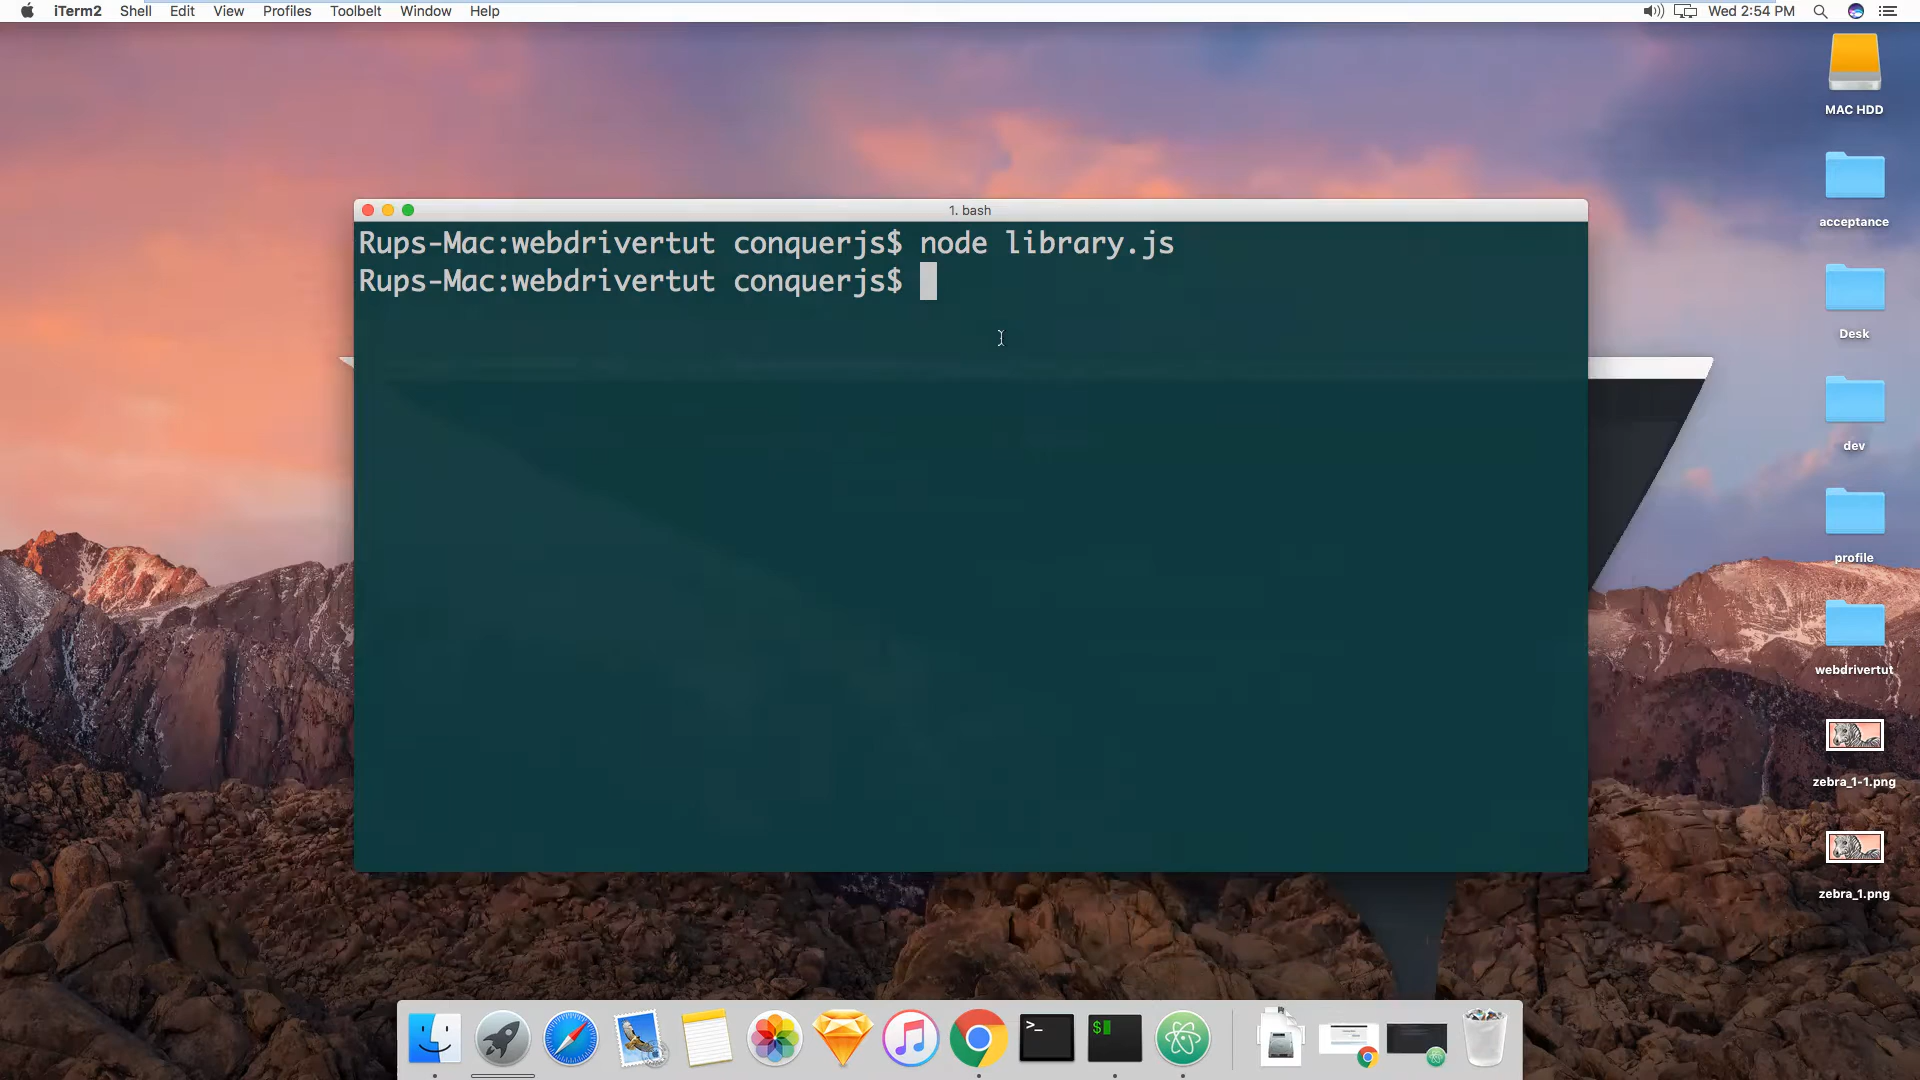 iTerm2 Shell Edit View Profiles Toolbelt Window Help Wed 2:54 PM
MAC HDD
acceptance
1. bash
Rups-Mac:webdrivertut conquerjs$ node library.js
Rups-Mac:webdrivertut conquerjs$
Desk
dev
profile
webdrivertut
zebra_1-1.png
zebra_1.png
>_
$